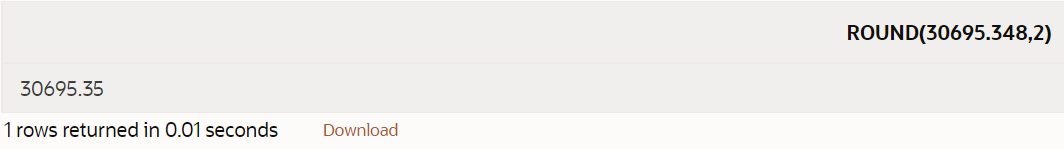 ROUND(30695.348,2)
30695.35
1 rows returned in 0.01 seconds Download